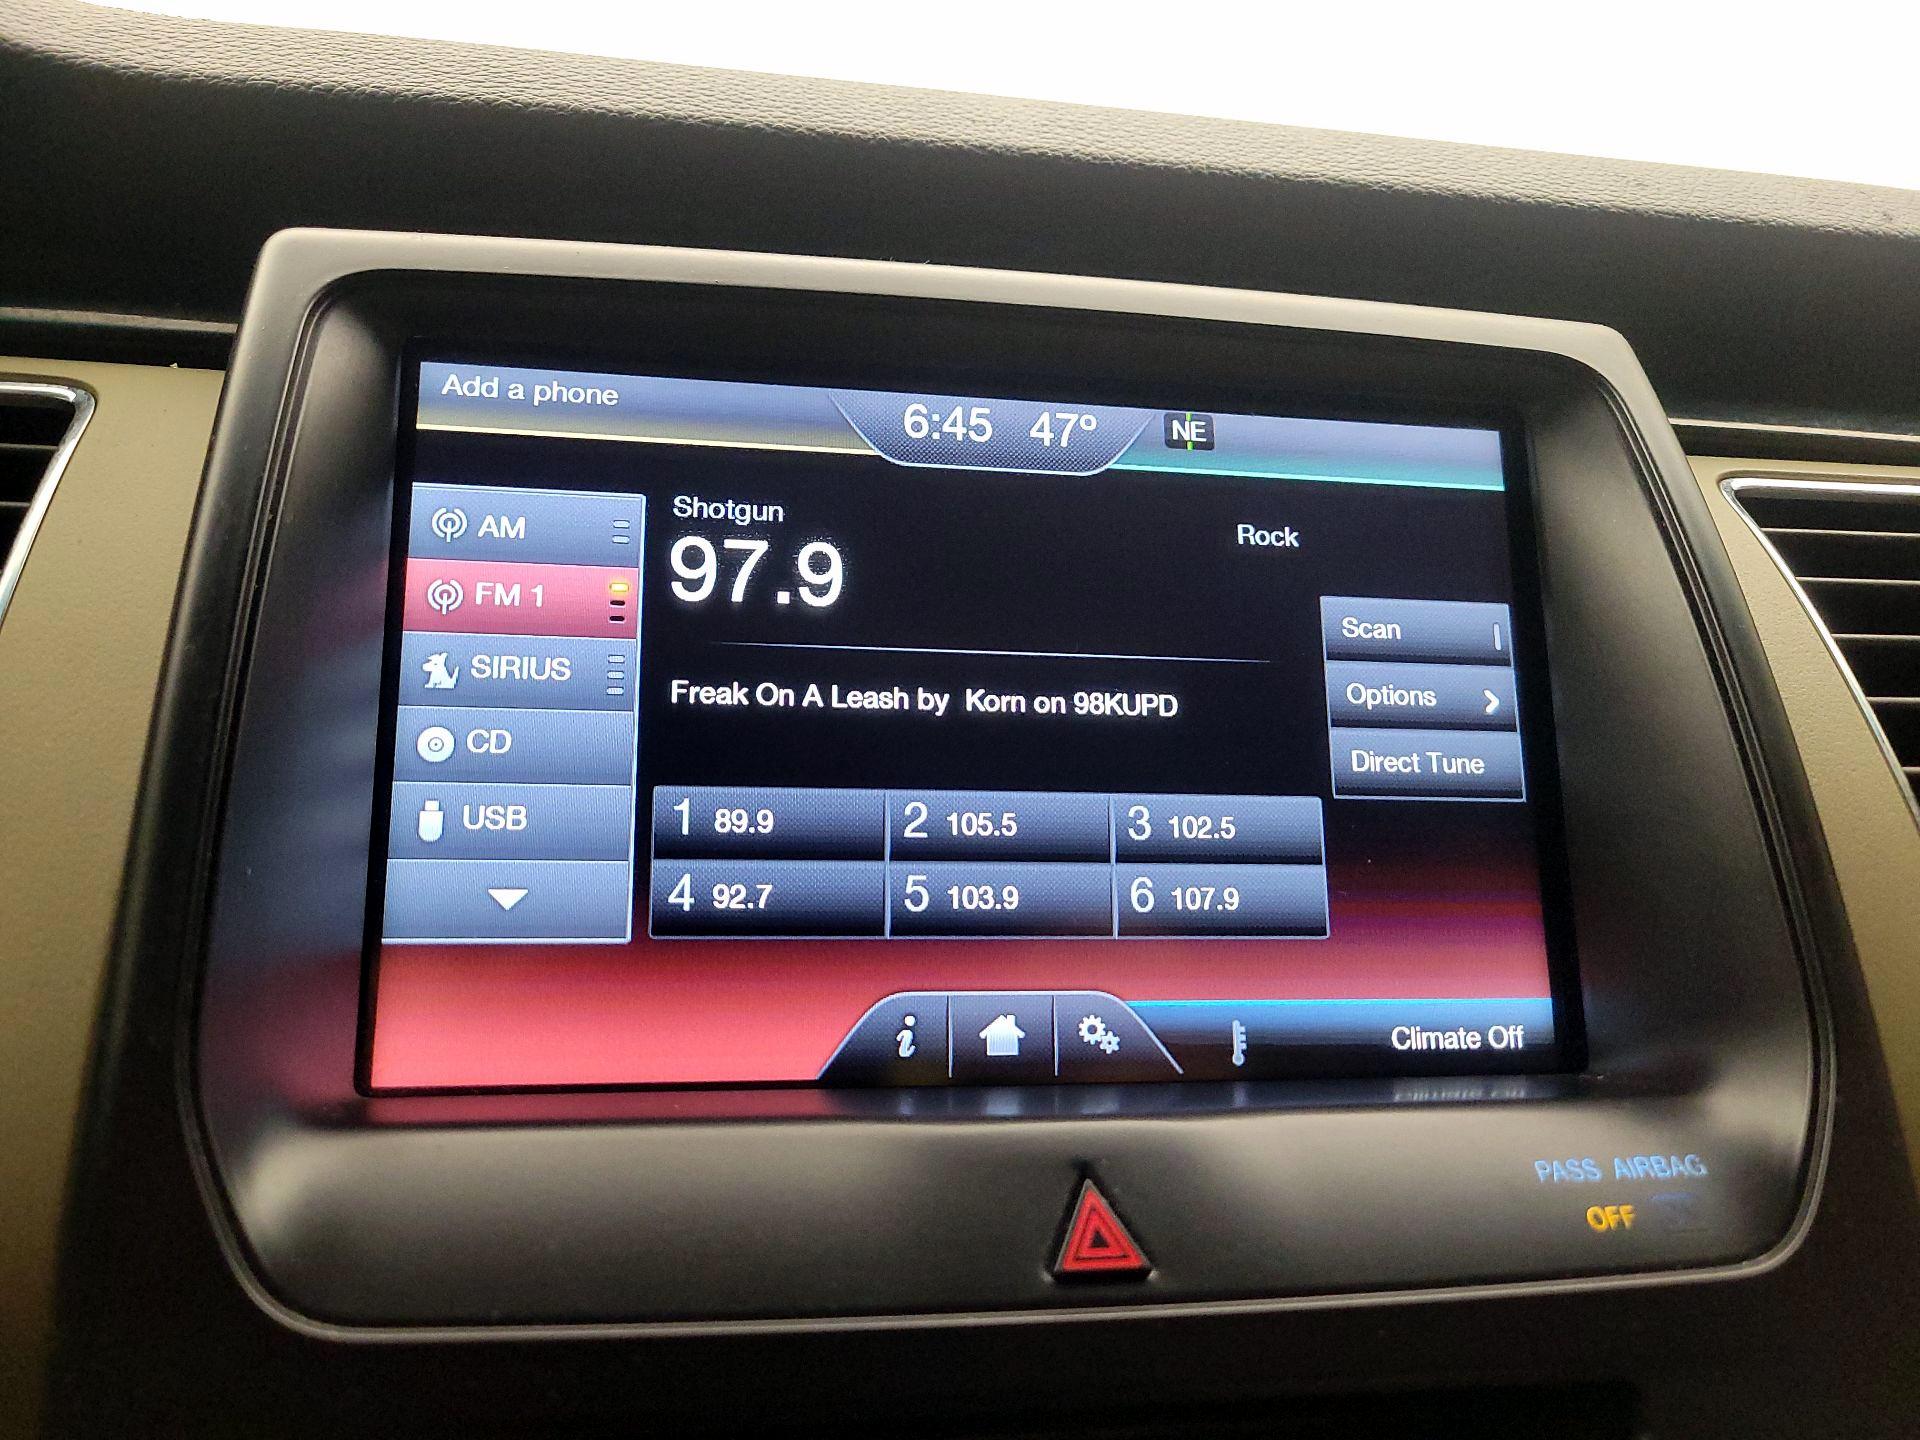 Add a phone
6:45 47° NE
AM
FM 1
SIRIUS
CD
USB
Shotgun
97.9
Rock
Freak On A Leash by Korn on 98KUPD
Scan
Options
Direct Tune
1 89.9 2 105.5 3 102.5
4 92.7 5 103.9 6 107.9
i
Climate Off
PASS AIRBAG
OFF